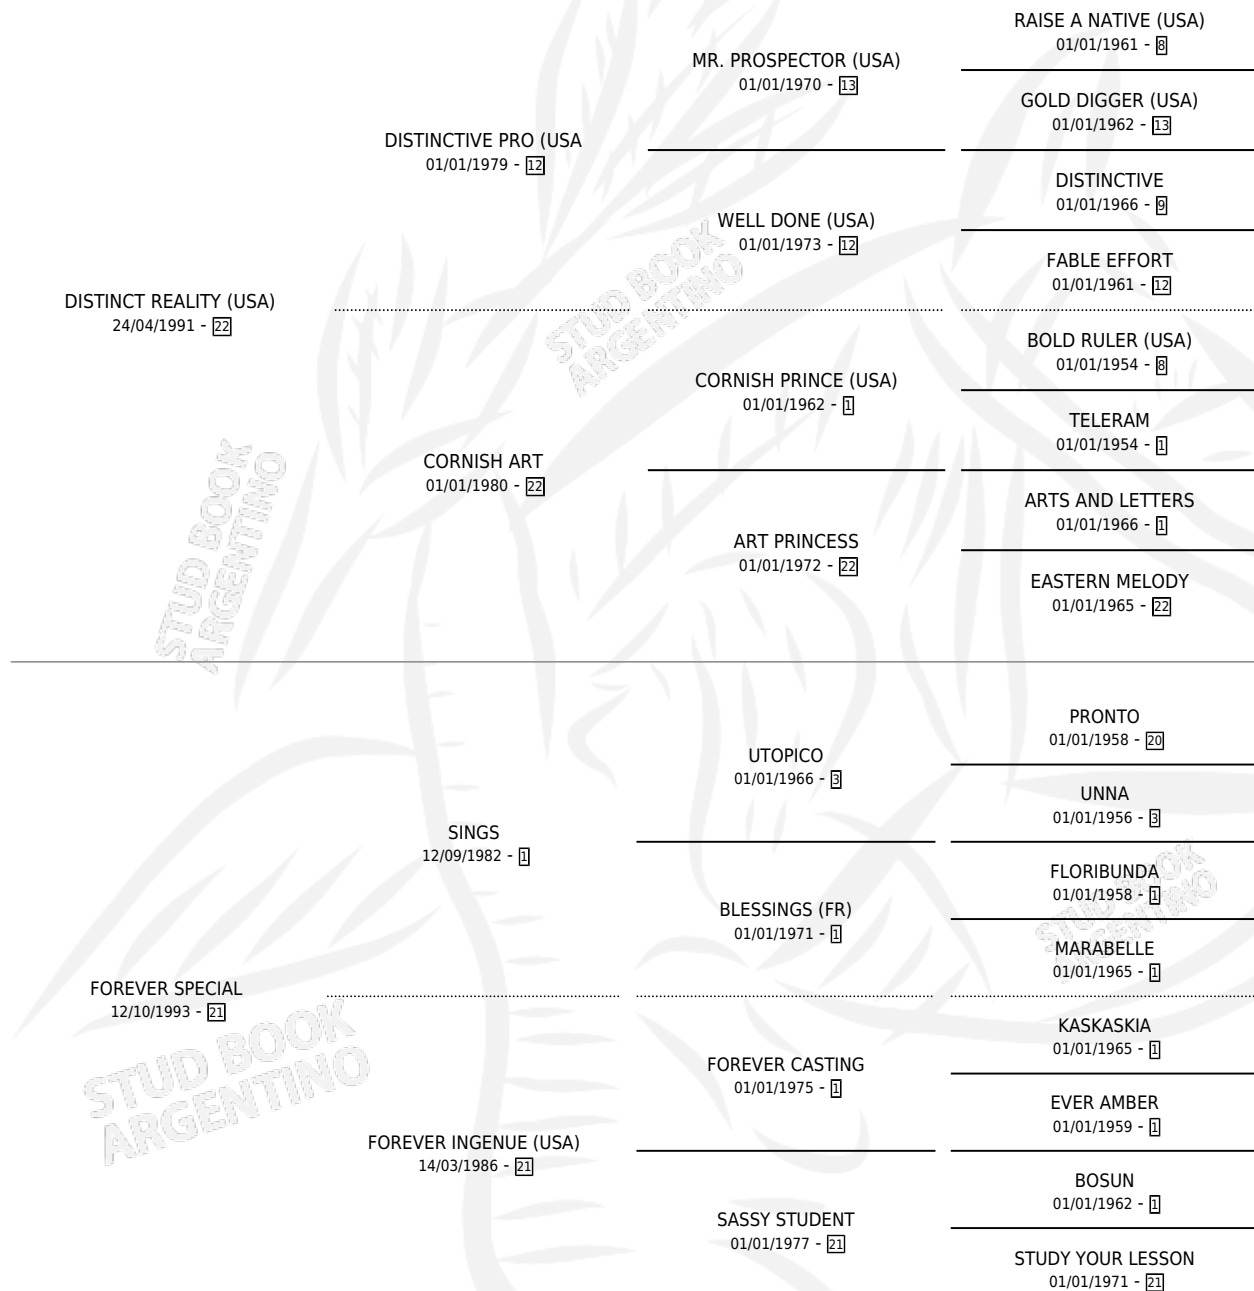 RAISE A NATIVE (USA)
01/01/1961 - 8
MR. PROSPECTOR (USA)
01/01/1970 - 13
GOLD DIGGER (USA)
01/01/1962 - 13
DISTINCTIVE PRO (USA
01/01/1979 - 12
DISTINCTIVE
01/01/1966 - 9
WELL DONE (USA)
01/01/1973 - 12
FABLE EFFORT
01/01/1961 - 12
DISTINCT REALITY (USA)
24/04/1991 - 22
BOLD RULER (USA)
01/01/1954 - 8
CORNISH PRINCE (USA)
01/01/1962 - 1
TELERAM
01/01/1954 - 1
CORNISH ART
01/01/1980 - 22
ARTS AND LETTERS
01/01/1966 - 1
ART PRINCESS
01/01/1972 - 22
EASTERN MELODY
01/01/1965 - 22
PRONTO
01/01/1958 - 20
UTOPICO
01/01/1966 - 3
UNNA
01/01/1956 - 3
SINGS
12/09/1982 - 1
FLORIBUNDA
01/01/1958 - 1
BLESSINGS (FR)
01/01/1971 - 1
MARABELLE
01/01/1965 - 1
FOREVER SPECIAL
12/10/1993 - 21
KASKASKIA
01/01/1965 - 1
FOREVER CASTING
01/01/1975 - 1
EVER AMBER
01/01/1959 - 1
FOREVER INGENUE (USA)
14/03/1986 - 21
BOSUN
01/01/1962 - 1
SASSY STUDENT
01/01/1977 - 21
STUDY YOUR LESSON
01/01/1971 - 21
STUD BOOK
ARGENTINO
STUD BOOK
ARGENTINO
STUD BOOK
ARGENTINO
STUD BOOK
ARGENTINO